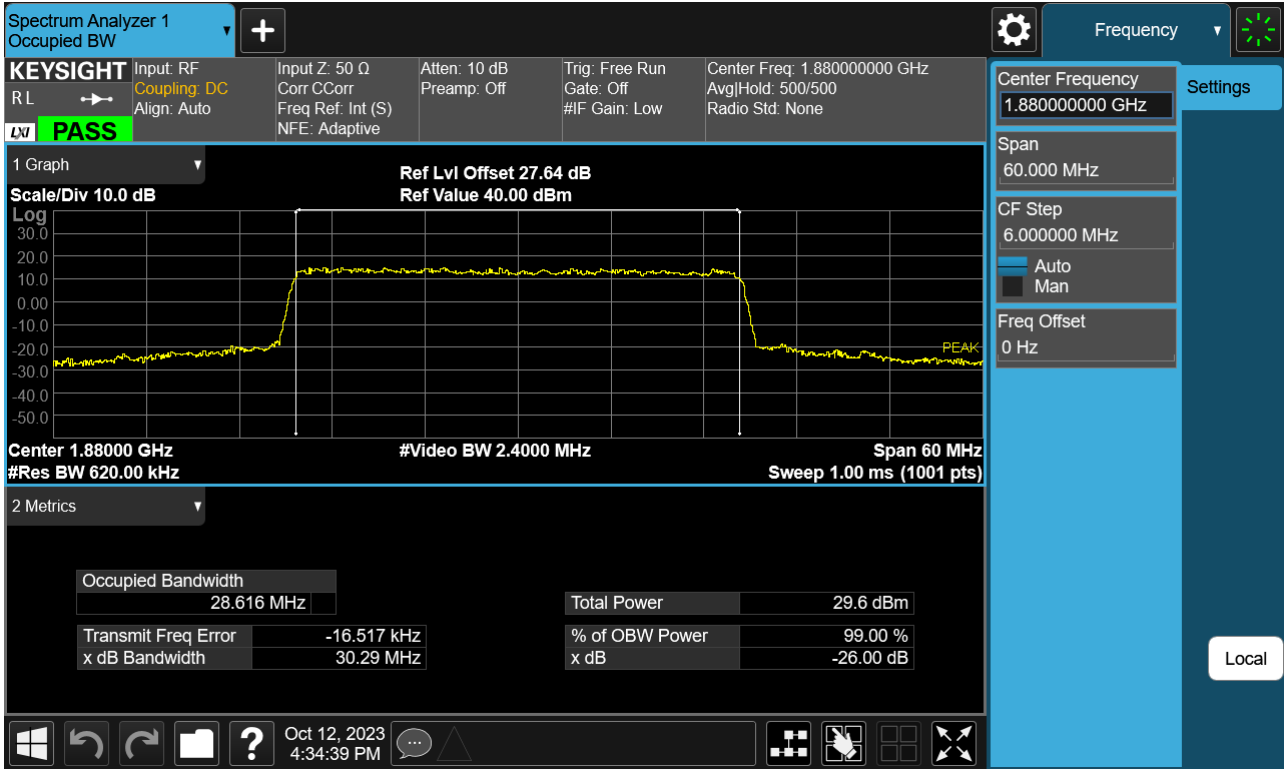 Spectrum Analyzer 1
Occupied BW
Frequency
KEYSIGHT
R L
LXI
PASS
Input: RF
Coupling: DC
Align: Auto
Input Z: 50 Ω
Corr CCorr
Freq Ref: Int (S)
NFE: Adaptive
Atten: 10 dB
Preamp: Off
Trig: Free Run
Gate: Off
#IF Gain: Low
Center Freq: 1.880000000 GHz
Avg|Hold: 500/500
Radio Std: None
Center Frequency
1.880000000 GHz
Settings
Span
60.000 MHz
CF Step
6.000000 MHz
Auto
Man
Freq Offset
0 Hz
1 Graph
Scale/Div 10.0 dB
Ref Lvl Offset 27.64 dB
Ref Value 40.00 dBm
Log
30.0
20.0
10.0
0.00
-10.0
-20.0
-30.0
-40.0
-50.0
PEAK
Center 1.88000 GHz
#Video BW 2.4000 MHz
Span 60 MHz
#Res BW 620.00 kHz
Sweep 1.00 ms (1001 pts)
2 Metrics
Occupied Bandwidth
28.616 MHz
Total Power 29.6 dBm
Transmit Freq Error -16.517 kHz
% of OBW Power 99.00 %
x dB Bandwidth 30.29 MHz
x dB -26.00 dB
Local
?
Oct 12, 2023
4:34:39 PM